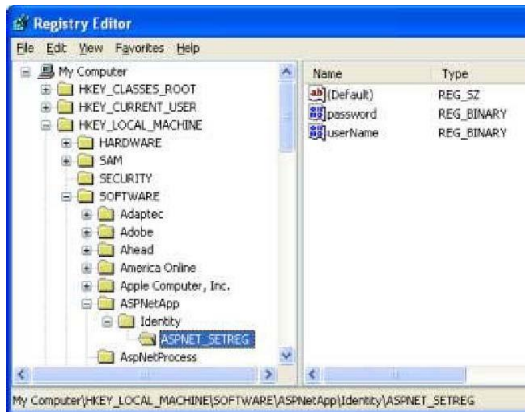 Registry Editor
File Edit View Favorites Help
My Computer
HKEY_CLASSES_ROOT
HKEY_CURRENT_USER
HKEY_LOCAL_MACHINE
HARDWARE
SAM
SECURITY
SOFTWARE
Adaptec
Adobe
Ahead
America Online
Apple Computer, Inc.
ASPNetApp
Identity
ASPNET_SETREG
AspNetProcess
Name Type
ab (Default) REG_SZ
password REG_BINARY
userName REG_BINARY
My Computer\HKEY_LOCAL_MACHINE\SOFTWARE\ASPNetApp\Identity\ASPNET_SETREG